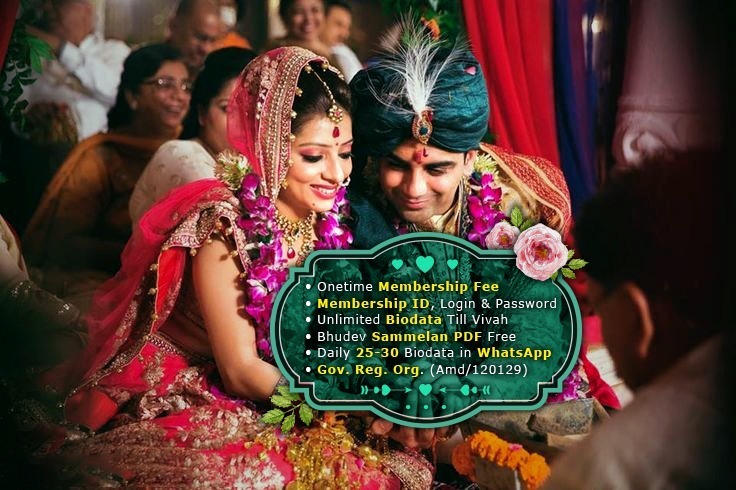 • Onetime Membership Fee
• Membership ID, Login & Password
• Unlimited Biodata Till Vivah
• Bhudev Sammelan PDF Free
• Daily 25-30 Biodata in WhatsApp
• Gov. Reg. Org. (Amd/120129)